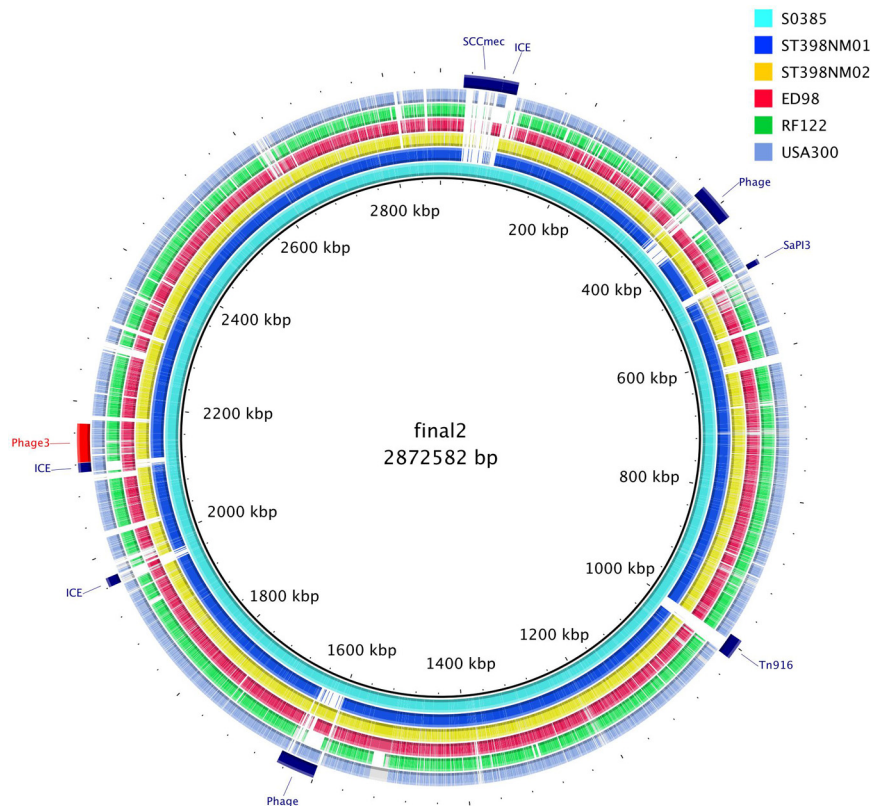 S0385
ST398NM01
ST398NM02
ED98
RF122
USA300
SCCmec
ICE
Phage
SaPI3
Tn916
Phage
ICE
ICE
Phage3
2800 kbp
200 kbp
400 kbp
600 kbp
800 kbp
1000 kbp
1200 kbp
1400 kbp
1600 kbp
1800 kbp
2000 kbp
2200 kbp
2400 kbp
2600 kbp
final2
2872582 bp